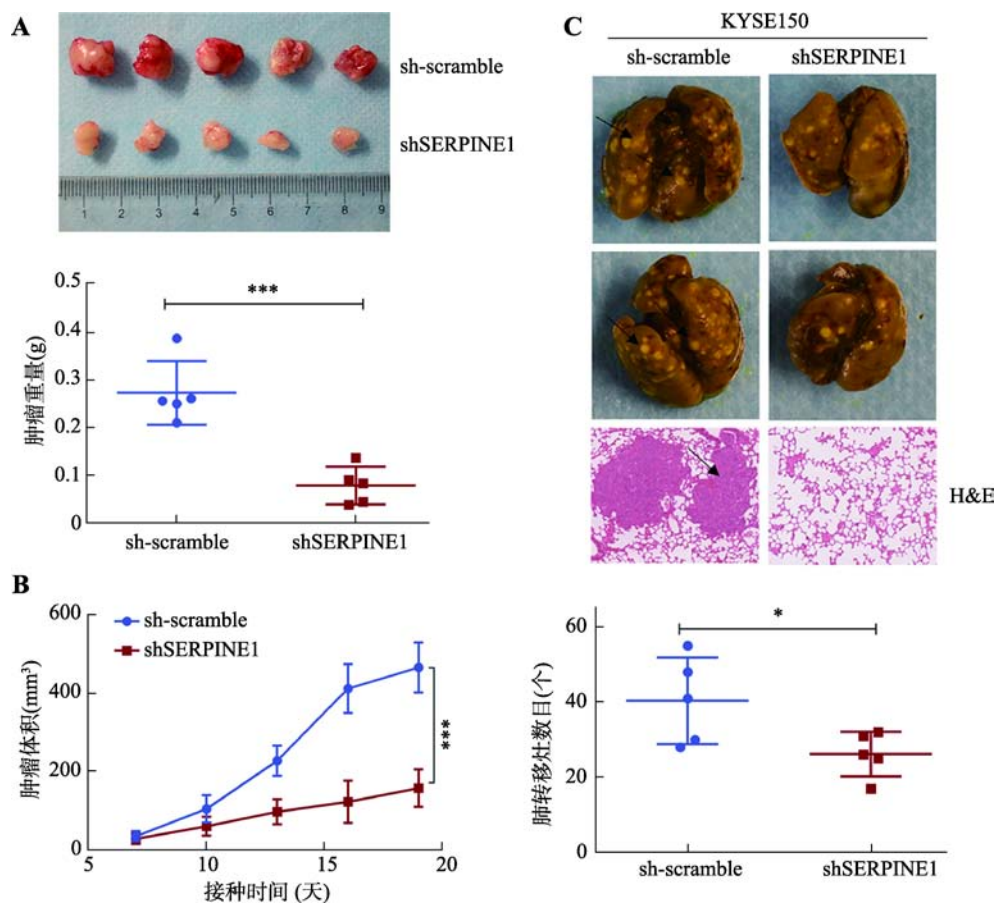 A
sh-scramble
shSERPINE1
1 2 3 4 5 6 7 8 9
0.5
0.4
0.3
0.2
0.1
0
肿瘤重量(g)
***
sh-scramble
shSERPINE1
B
600
400
200
0
肿瘤体积(mm³)
sh-scramble
shSERPINE1
***
5
10
15
20
接种时间 (天)
C
KYSE150
sh-scramble
shSERPINE1
H&E
60
40
20
0
肺转移灶数目(个)
*
sh-scramble
shSERPINE1